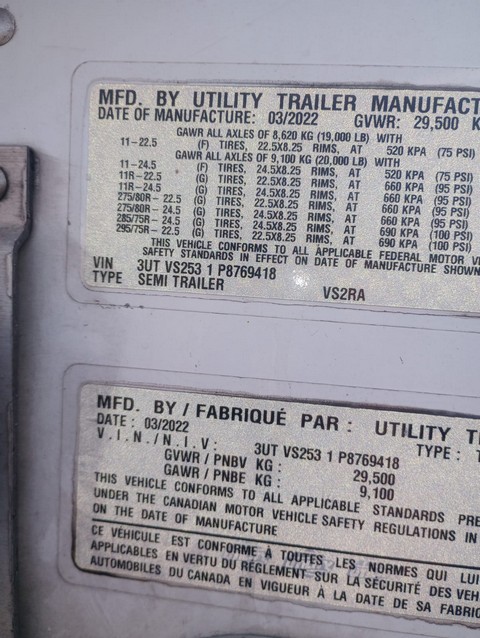 MFD. BY UTILITY TRAILER MANUFACT
DATE OF MANUFACTURE: 03/2022 GVWR: 29,500 K
GAWR ALL AXLES OF 8,620 KG (19,000 LB) WITH
11-22.5 (F) TIRES, 22.5X8.25 RIMS, AT 520 KPA (75 PSI)
GAWR ALL AXLES OF 9,100 KG (20,000 LB) WITH
11-24.5 (F) TIRES, 24.5X8.25 RIMS, AT 520 KPA (75 PSI)
11R-22.5 (G) TIRES, 22.5X8.25 RIMS, AT 660 KPA (95 PSI)
11R-24.5 (G) TIRES, 24.5X8.25 RIMS, AT 660 KPA (95 PSI)
275/80R- 22.5 (G) TIRES, 22.5X8.25 RIMS, AT 660 KPA (95 PSI)
275/80R- 24.5 (G) TIRES, 24.5X8.25 RIMS, AT 660 KPA (95 PSI)
285/75R- 24.5 (G) TIRES, 24.5X8.25 RIMS, AT 690 KPA (100 PSI)
295/75R- 22.5 (G) TIRES, 22.5X8.25 RIMS, AT 690 KPA (100 PSI)
THIS VEHICLE CONFORMS TO ALL APPLICABLE FEDERAL MOTOR VE
SAFETY STANDARDS IN EFFECT ON DATE OF MANUFACTURE SHOWN
VIN 3UT VS253 1 P8769418
TYPE SEMI TRAILER VS2RA
MFD. BY / FABRIQUÉ PAR : UTILITY T
DATE : 03/2022
V.I.N./N.I.V: 3UT VS253 1 P8769418 TYPE : T
GVWR / PNBV KG : 29,500
GAWR / PNBE KG : 9,100
THIS VEHICLE CONFORMS TO ALL APPLICABLE STANDARDS PRE
UNDER THE CANADIAN MOTOR VEHICLE SAFETY REGULATIONS IN
ON THE DATE OF MANUFACTURE
CE VÉHICULE EST CONFORME À TOUTES LES NORMES QUI LUI
APPLICABLES EN VERTU DU RÉGLEMENT SUR LA SÉCURITÉ DES VÉH
AUTOMOBILES DU CANADA EN VIGUEUR À LA DATE DE SA FABRIC